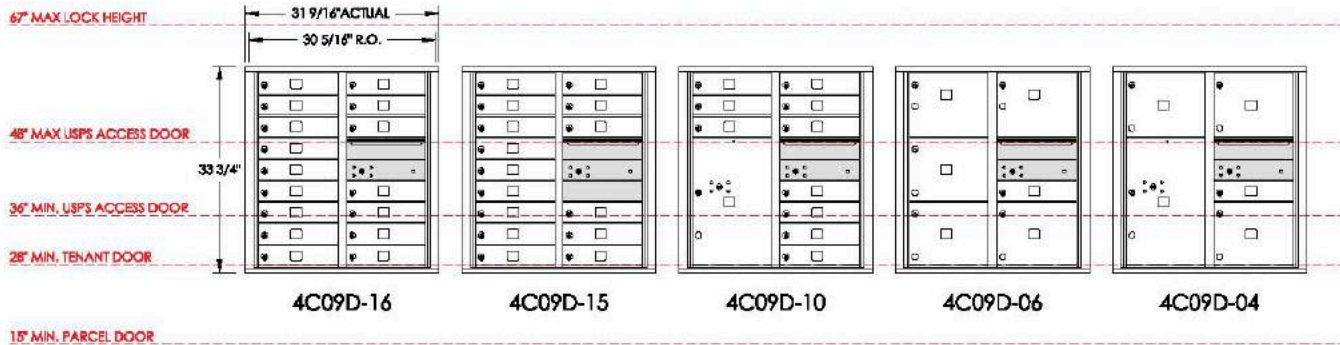 67" MAX LOCK HEIGHT
31 9/16" ACTUAL
30 5/16" R.O.
48" MAX USPS ACCESS DOOR
33 3/4"
36" MIN. USPS ACCESS DOOR
28" MIN. TENANT DOOR
4C09D-16 4C09D-15 4C09D-10 4C09D-06 4C09D-04
15" MIN. PARCEL DOOR